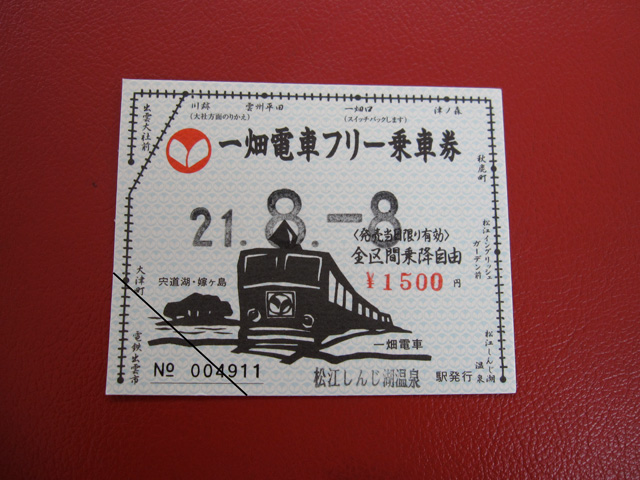 川跡 雲州平田 一畑口 津ノ森
(大社方面のりかえ) (スイッチバックします)
出雲大社前
一畑電車フリー乗車券
秋鹿町
21.8.-8
〈発売当日限り有効〉
全区間乗降自由
¥1500円
松江イングリッシュ
ガーデン前
大津町
宍道湖・嫁ヶ島
一畑電車
電鉄出雲市
松江しんじ湖
温泉
№ 004911
松江しんじ湖温泉 駅発行